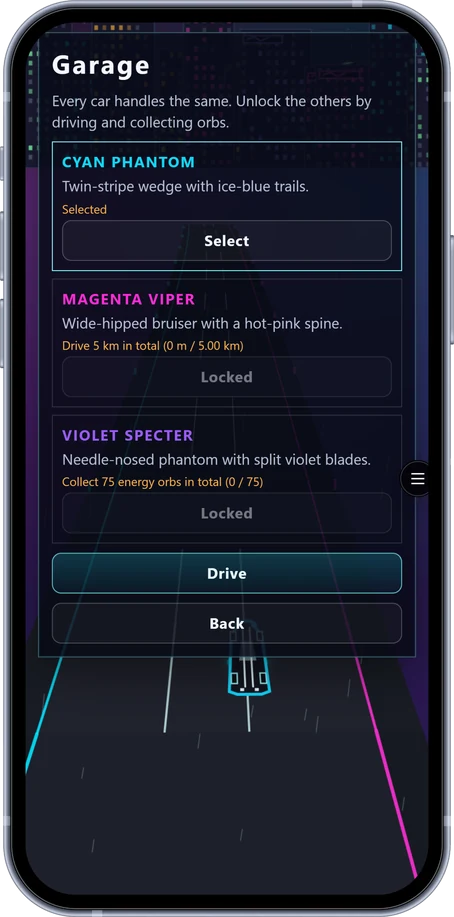 Garage
Every car handles the same. Unlock the others by
driving and collecting orbs.
CYAN PHANTOM
Twin-stripe wedge with ice-blue trails.
Selected
Select
MAGENTA VIPER
Wide-hipped bruiser with a hot-pink spine.
Drive 5 km in total (0 m / 5.00 km)
Locked
VIOLET SPECTER
Needle-nosed phantom with split violet blades.
Collect 75 energy orbs in total (0 / 75)
Locked
Drive
Back